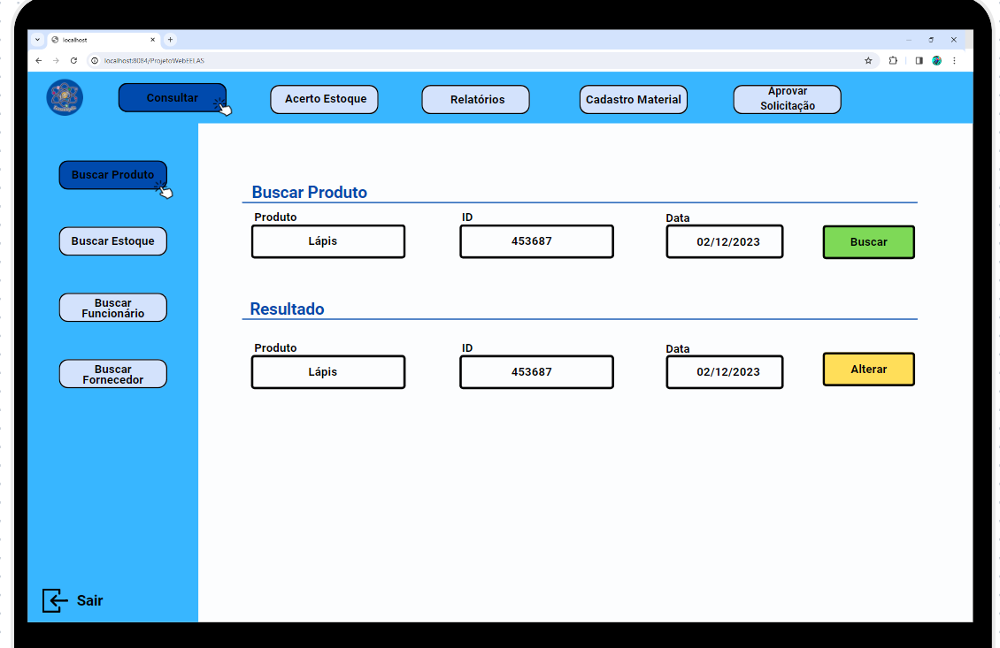 localhost
localhost:8084/ProjetoWebEELAS
Consultar
Acerto Estoque
Relatórios
Cadastro Material
Aprovar
Solicitação
Buscar Produto
Buscar Estoque
Buscar
Funcionário
Buscar
Fornecedor
Sair
Buscar Produto
Produto ID Data
Lápis 453687 02/12/2023 Buscar
Resultado
Produto ID Data
Lápis 453687 02/12/2023 Alterar